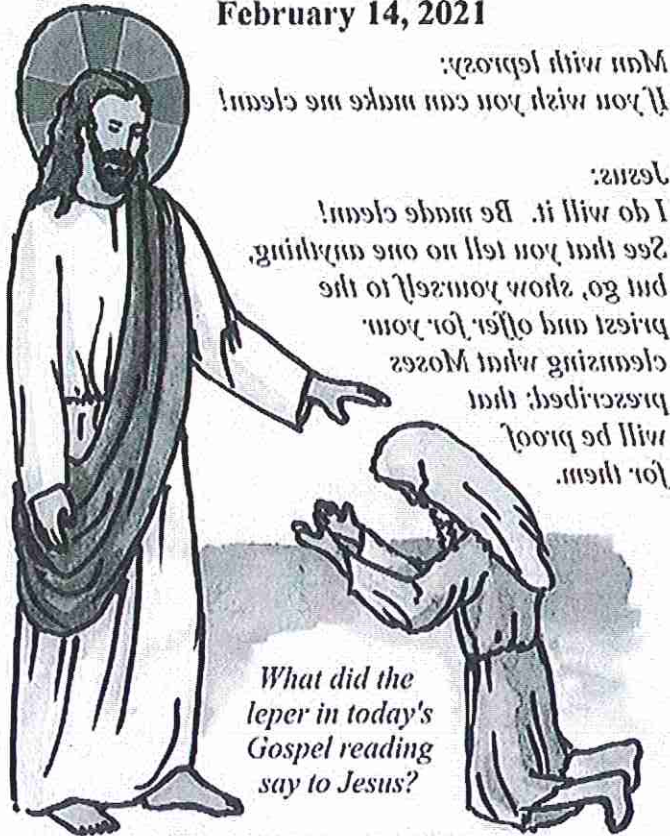 February 14, 2021
Man with leprosy:
If you wish you can make me clean!
Jesus:
I do will it. Be made clean!
See that you tell no one anything,
but go, show yourself to the
priest and offer for your
cleansing what Moses
prescribed; that
will be proof
for them.
What did the
leper in today's
Gospel reading
say to Jesus?